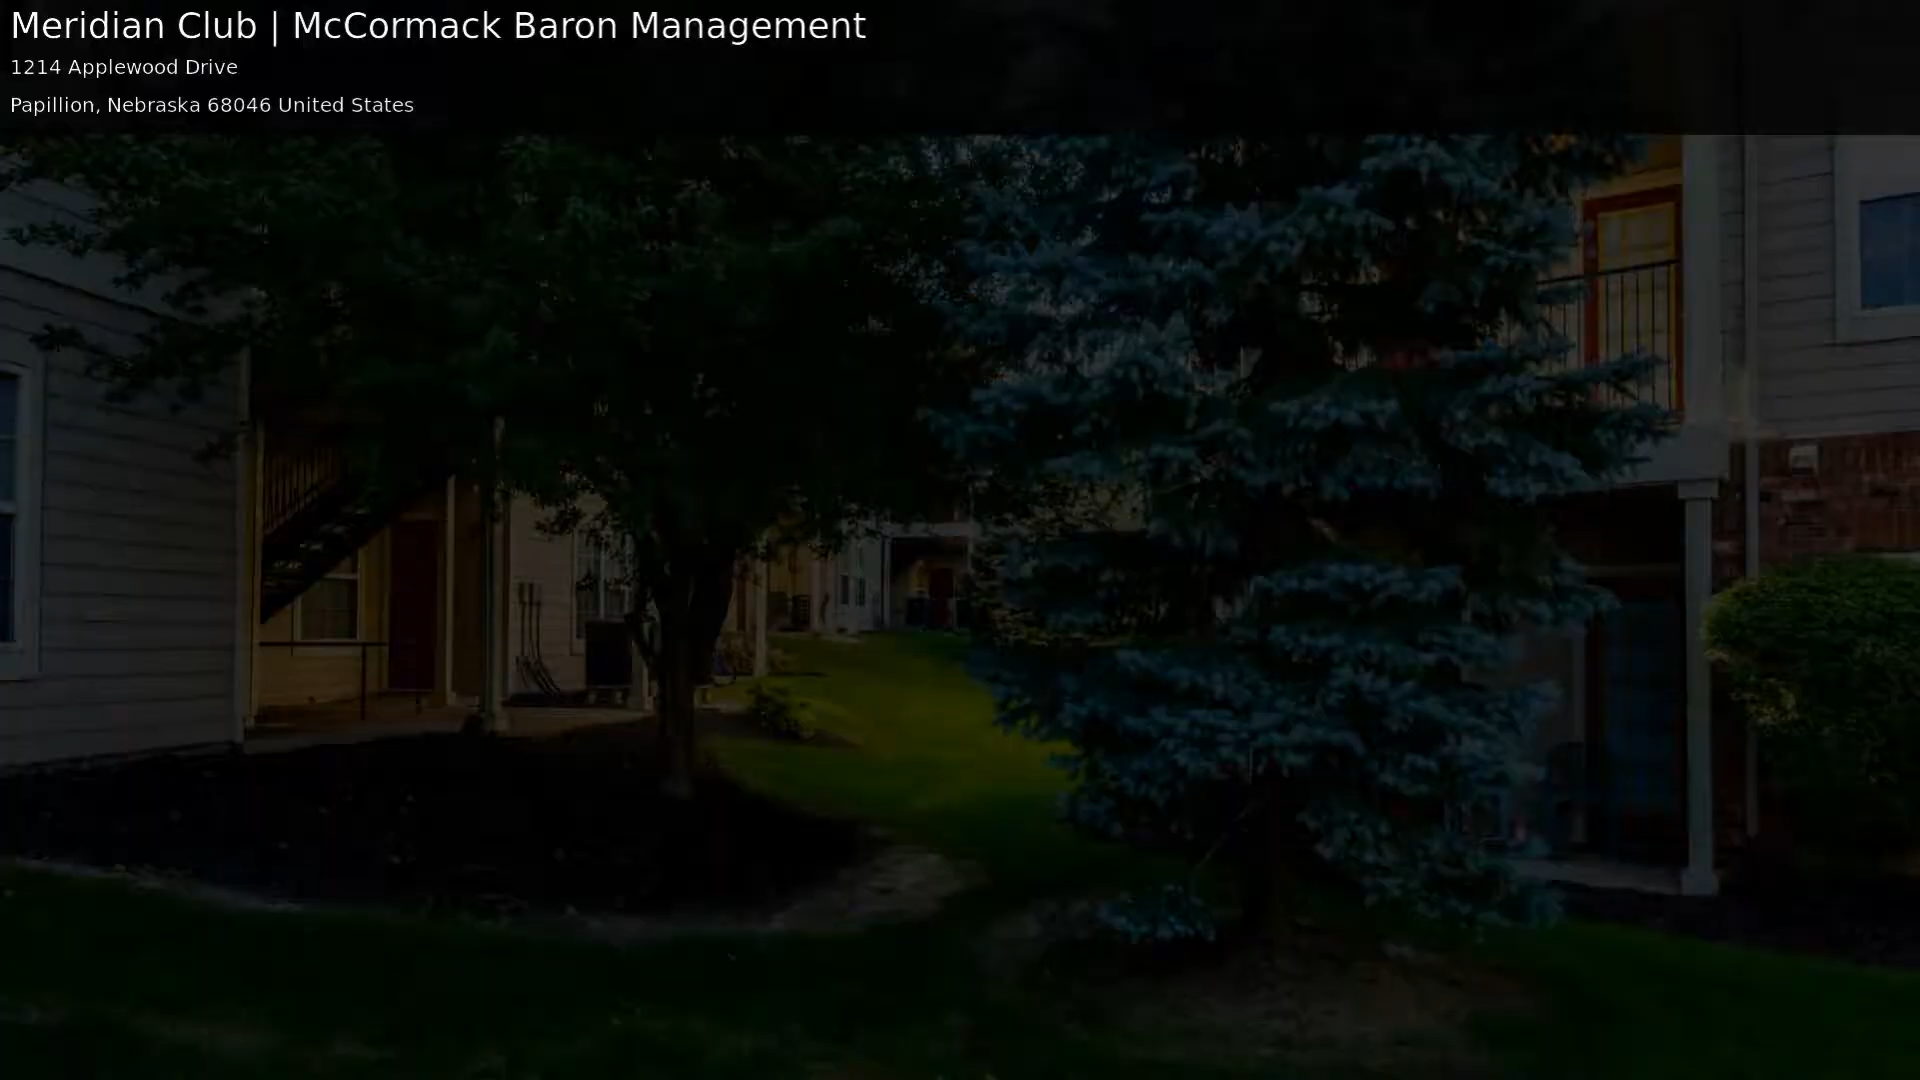 Meridian Club | McCormack Baron Management
1214 Applewood Drive
Papillion, Nebraska 68046 United States